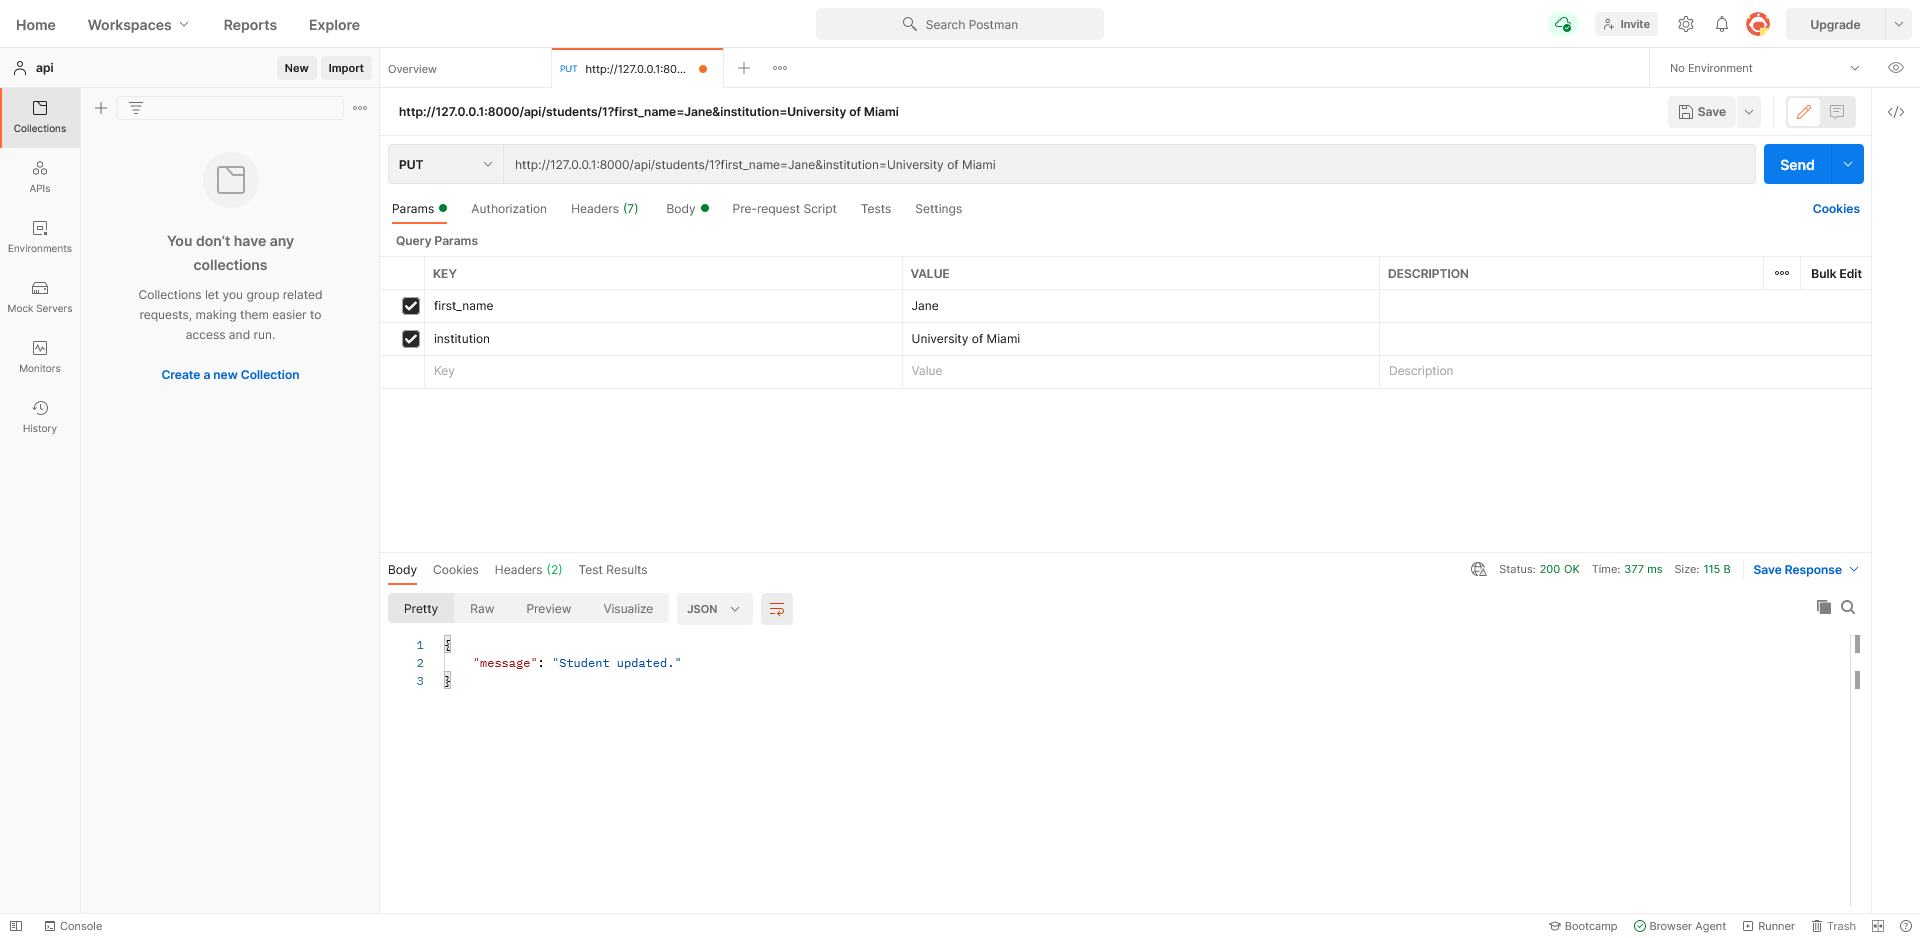 Home Workspaces Reports Explore Search Postman Invite Upgrade
api New Import Overview PUT http://127.0.0.1:80... No Environment
http://127.0.0.1:8000/api/students/1?first_name=Jane&institution=University of Miami Save
PUT http://127.0.0.1:8000/api/students/1?first_name=Jane&institution=University of Miami Send
Params Authorization Headers (7) Body Pre-request Script Tests Settings Cookies
Query Params
KEY VALUE DESCRIPTION Bulk Edit
first_name Jane
institution University of Miami
Key Value Description
Collections
APIs
Environments
Mock Servers
Monitors
History
You don’t have any
collections
Collections let you group related
requests, making them easier to
access and run.
Create a new Collection
Body Cookies Headers (2) Test Results Status: 200 OK Time: 377 ms Size: 115 B Save Response
Pretty Raw Preview Visualize JSON
1 {
2 "message": "Student updated."
3 }
Console Bootcamp Browser Agent Runner Trash